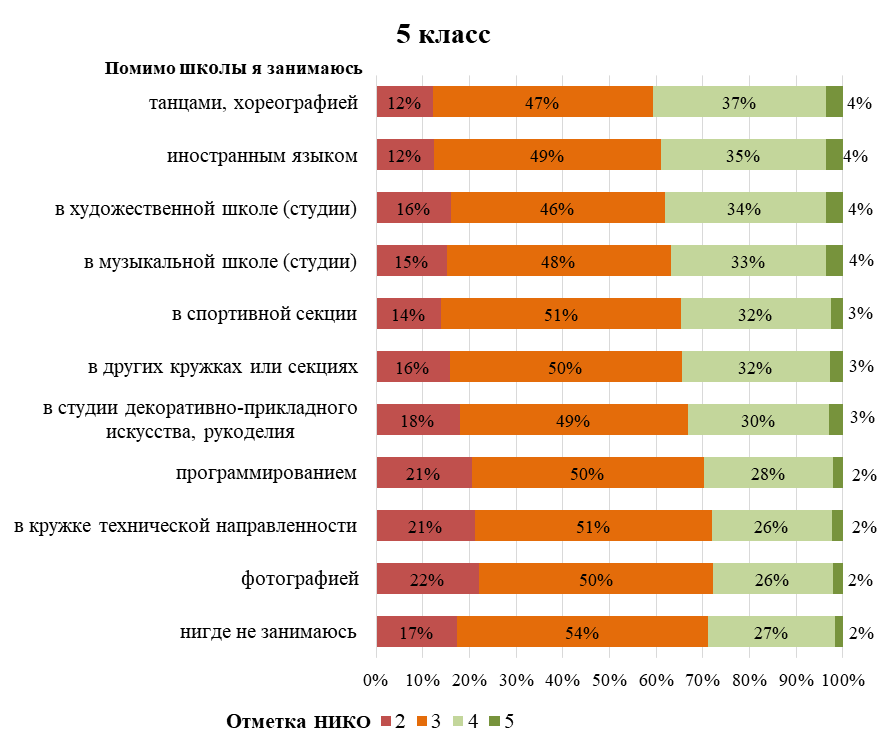 5 класс
Помимо школы я занимаюсь
танцами, хореографией 12% 47% 37% 4%
иностранным языком 12% 49% 35% 4%
в художественной школе (студии) 16% 46% 34% 4%
в музыкальной школе (студии) 15% 48% 33% 4%
в спортивной секции 14% 51% 32% 3%
в других кружках или секциях 16% 50% 32% 3%
в студии декоративно-прикладного
искусства, рукоделия 18% 49% 30% 3%
программированием 21% 50% 28% 2%
в кружке технической направленности 21% 51% 26% 2%
фотографией 22% 50% 26% 2%
нигде не занимаюсь 17% 54% 27% 2%
0% 10% 20% 30% 40% 50% 60% 70% 80% 90% 100%
Отметка НИКО 2 3 4 5